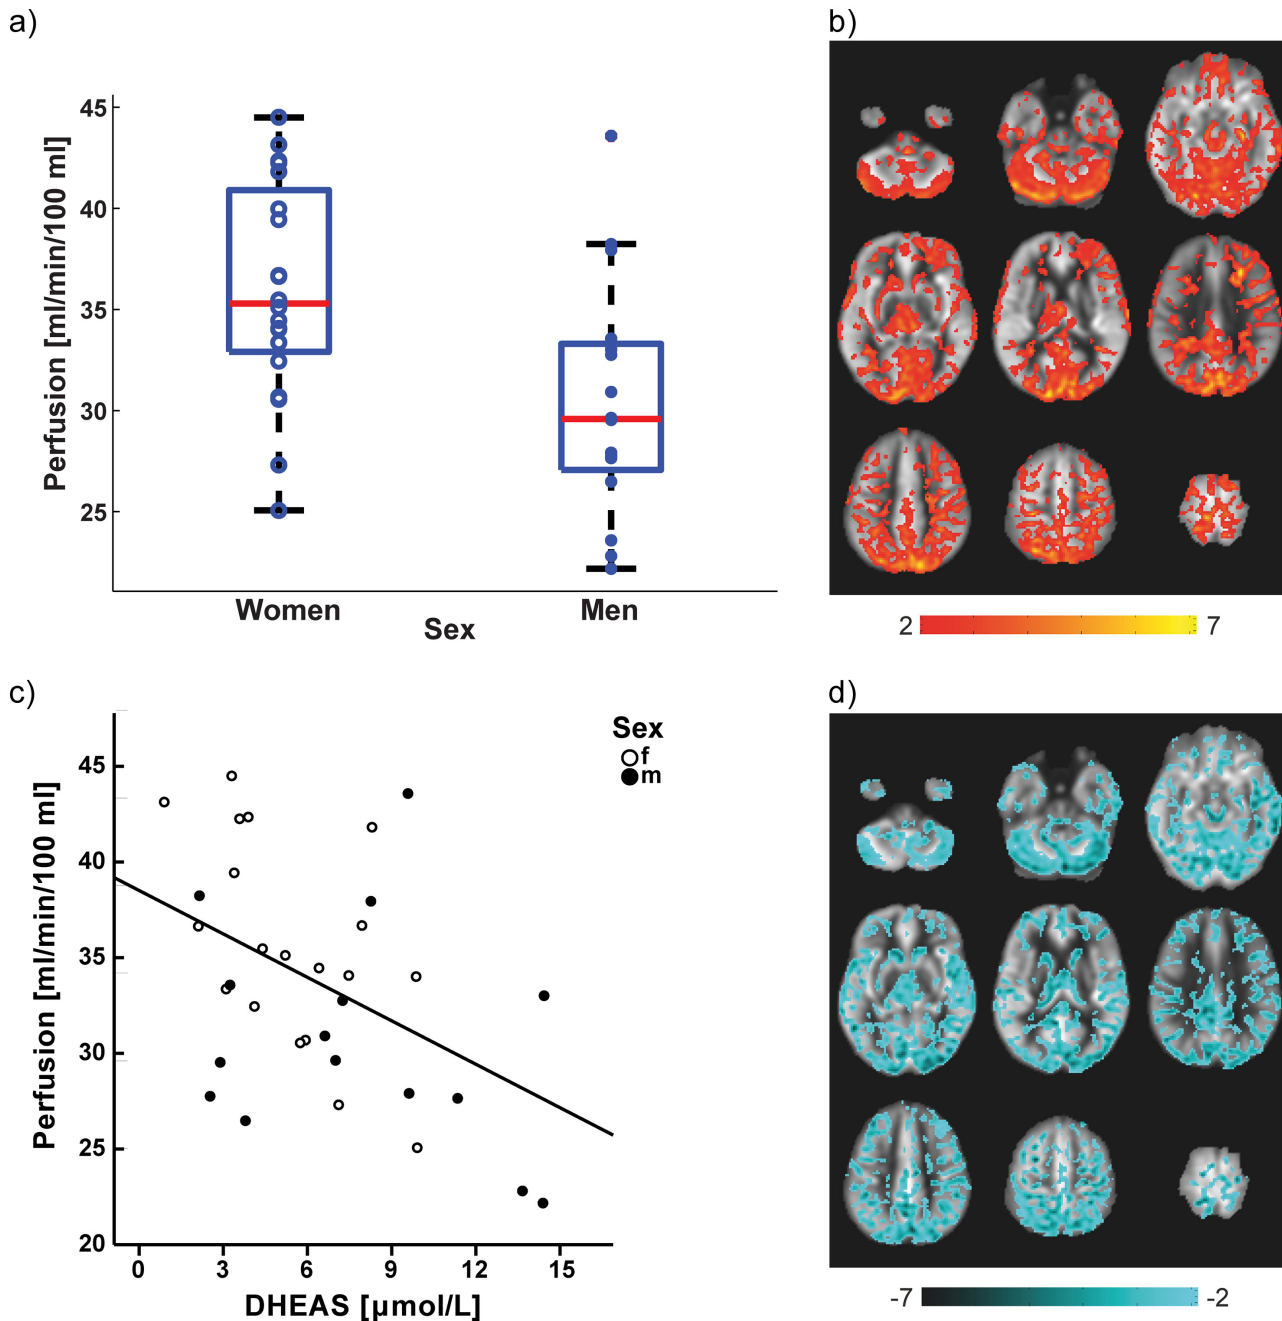 a)
Perfusion [ml/min/100 ml]
45
40
35
30
25
Women
Men
Sex
b)
2
7
c)
Perfusion [ml/min/100 ml]
45
40
35
30
25
20
0
3
6
9
12
15
DHEAS [µmol/L]
Sex
f
m
d)
-7
-2